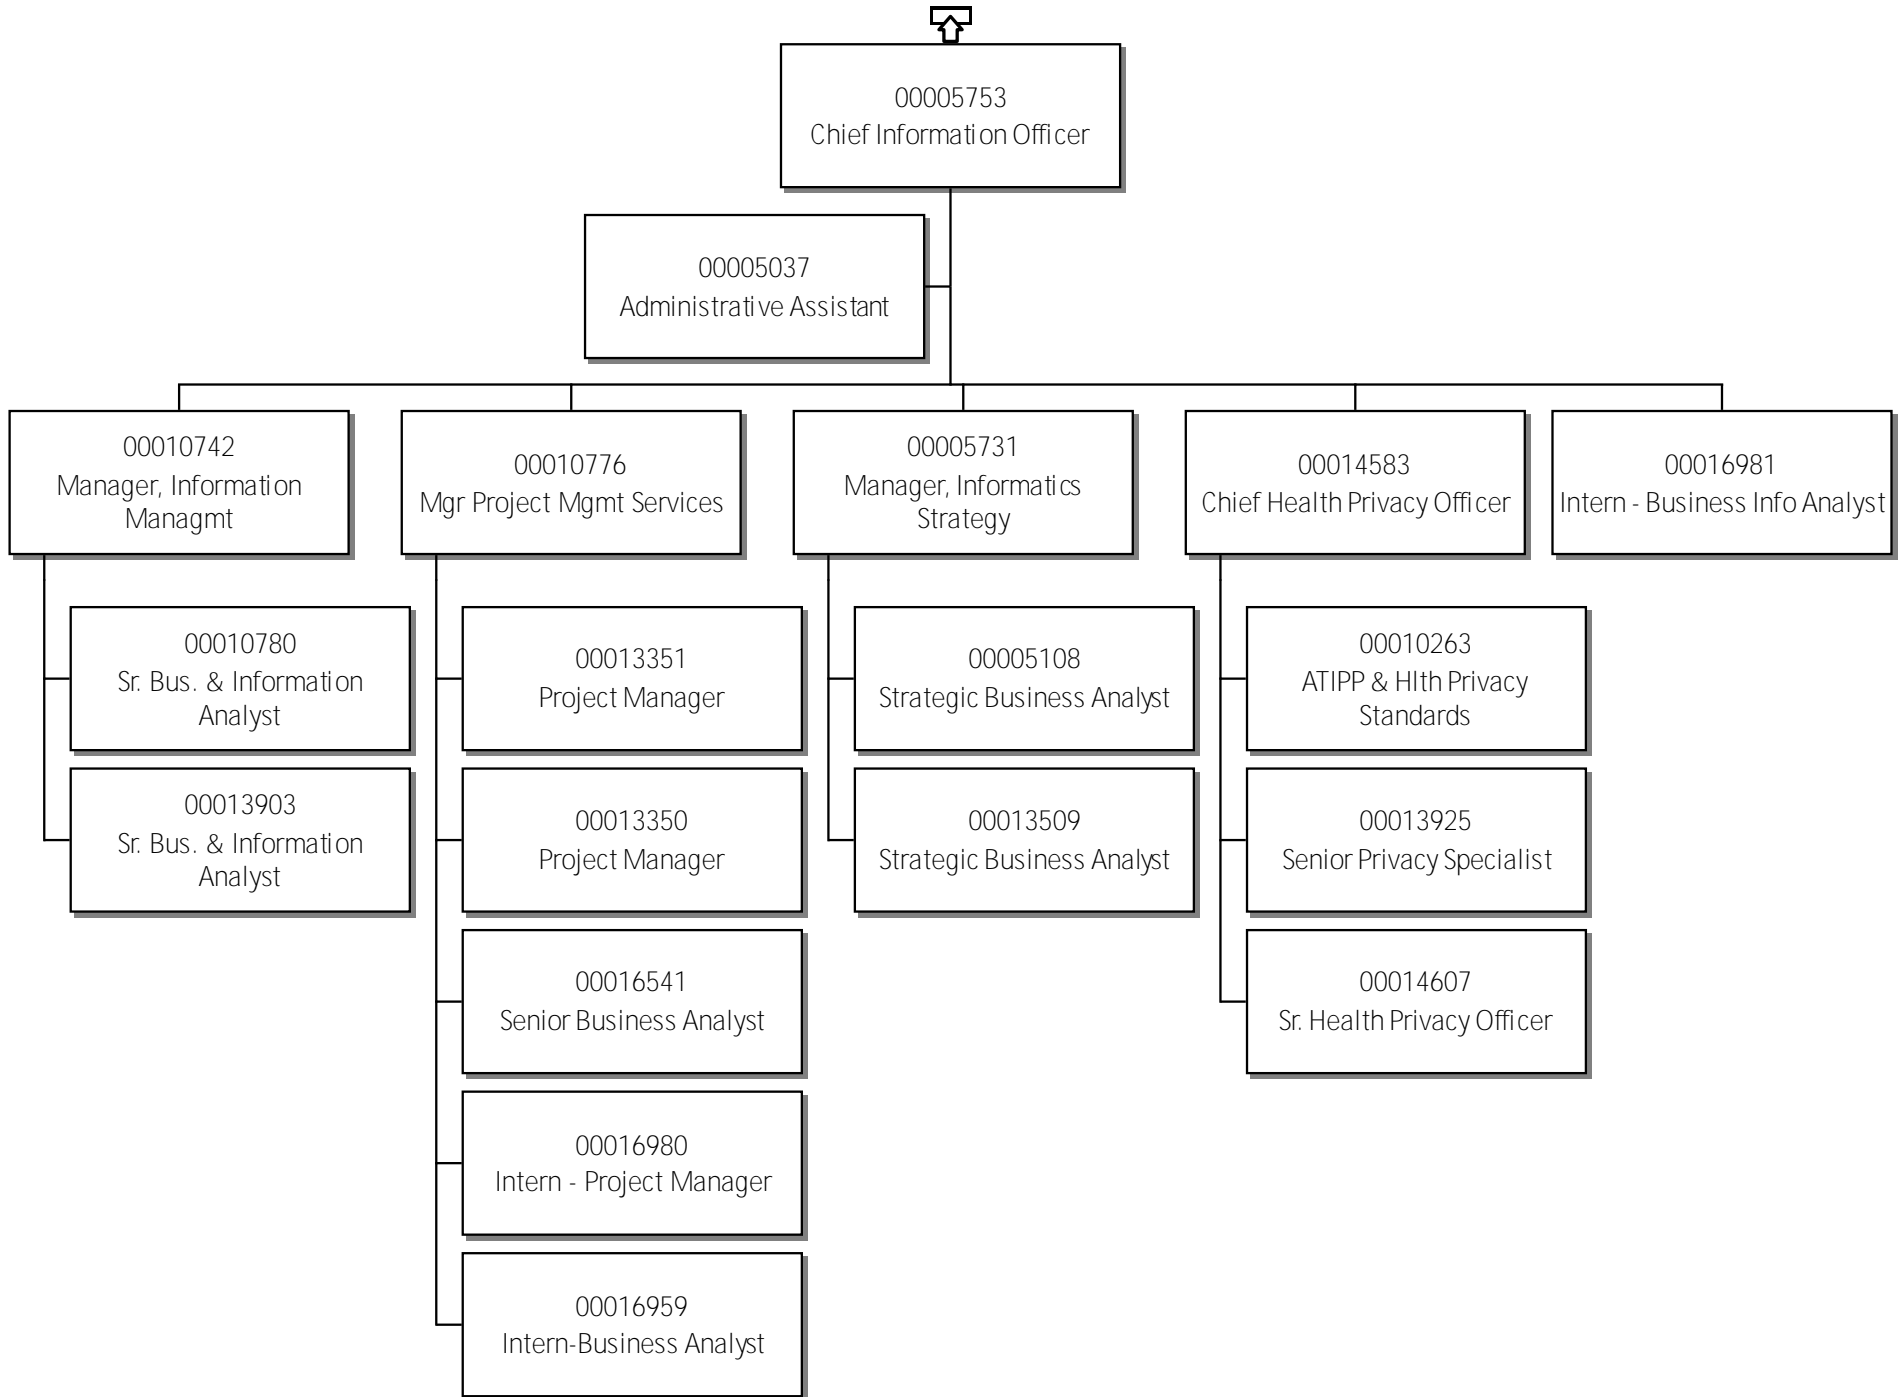 00005753
Chief Information Officer
00005037
Administrative Assistant
00010742
Manager, Information
Managmt
00010776
Mgr Project Mgmt Services
00005731
Manager, Informatics
Strategy
00014583
Chief Health Privacy Officer
00016981
Intern - Business Info Analyst
00010780
Sr. Bus. & Information
Analyst
00013903
Sr. Bus. & Information
Analyst
00013351
Project Manager
00013350
Project Manager
00016541
Senior Business Analyst
00016980
Intern - Project Manager
00016959
Intern-Business Analyst
00005108
Strategic Business Analyst
00013509
Strategic Business Analyst
00010263
ATIPP & Hlth Privacy
Standards
00013925
Senior Privacy Specialist
00014607
Sr. Health Privacy Officer